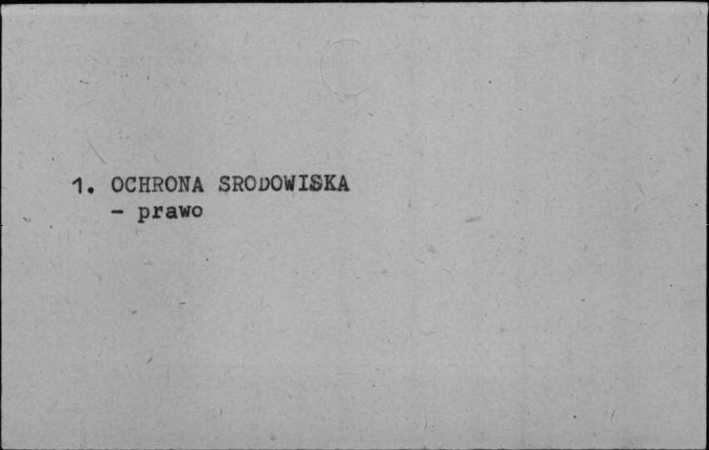 1. OCHRONA SRODOWISKA
- prawo